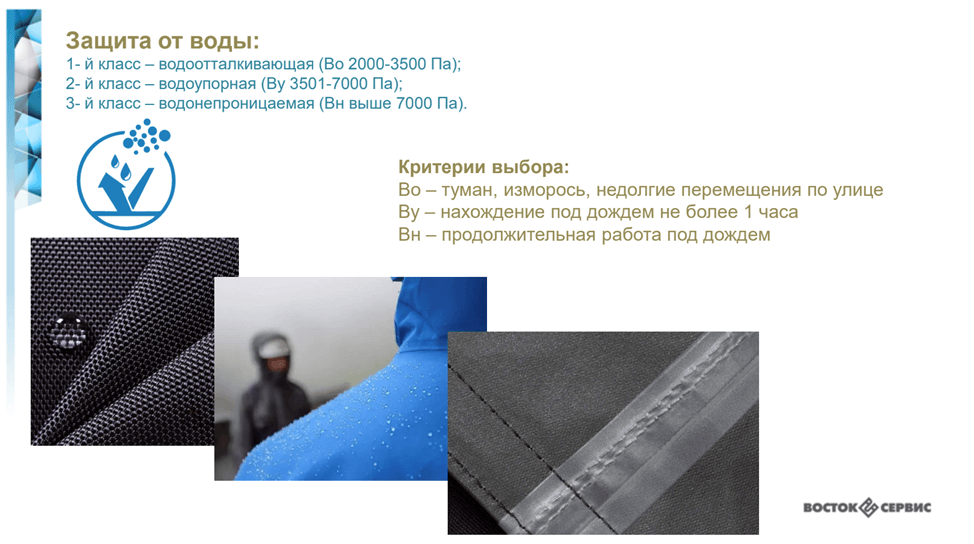 Защита от воды:
1- й класс – водоотталкивающая (Во 2000-3500 Па);
2- й класс – водоупорная (Ву 3501-7000 Па);
3- й класс – водонепроницаемая (Вн выше 7000 Па).
Критерии выбора:
Во – туман, изморось, недолгие перемещения по улице
Ву – нахождение под дождем не более 1 часа
Вн – продолжительная работа под дождем
ВОСТОК СЕРВИС